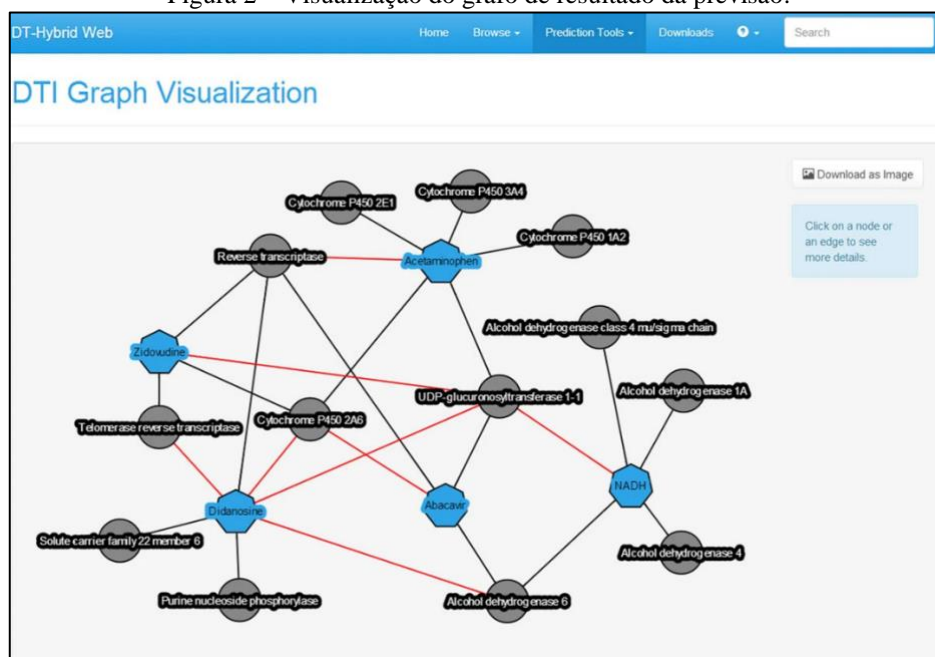 Figura 2 – Visualização do grafo de resultado da previsão.
DT-Hybrid Web
Home
Browse
Prediction Tools
Downloads
?
Search
DTI Graph Visualization
Download as Image
Click on a node or
an edge to see
more details.
Cytochrome P450 3A4
Cytochrome P450 2E1
Cytochrome P450 1A2
Reverse transcriptase
Acetaminophen
Alcohol dehydrogenase class 4 mu/sigma chain
Zidovudine
UDP-glucuronosyltransferase 1-1
Alcohol dehydrogenase 1A
Telomerase reverse transcriptase
Cytochrome P450 2A6
NADH
Didanosine
Abacavir
Solute carrier family 22 member 6
Alcohol dehydrogenase 4
Purine nucleoside phosphorylase
Alcohol dehydrogenase 6